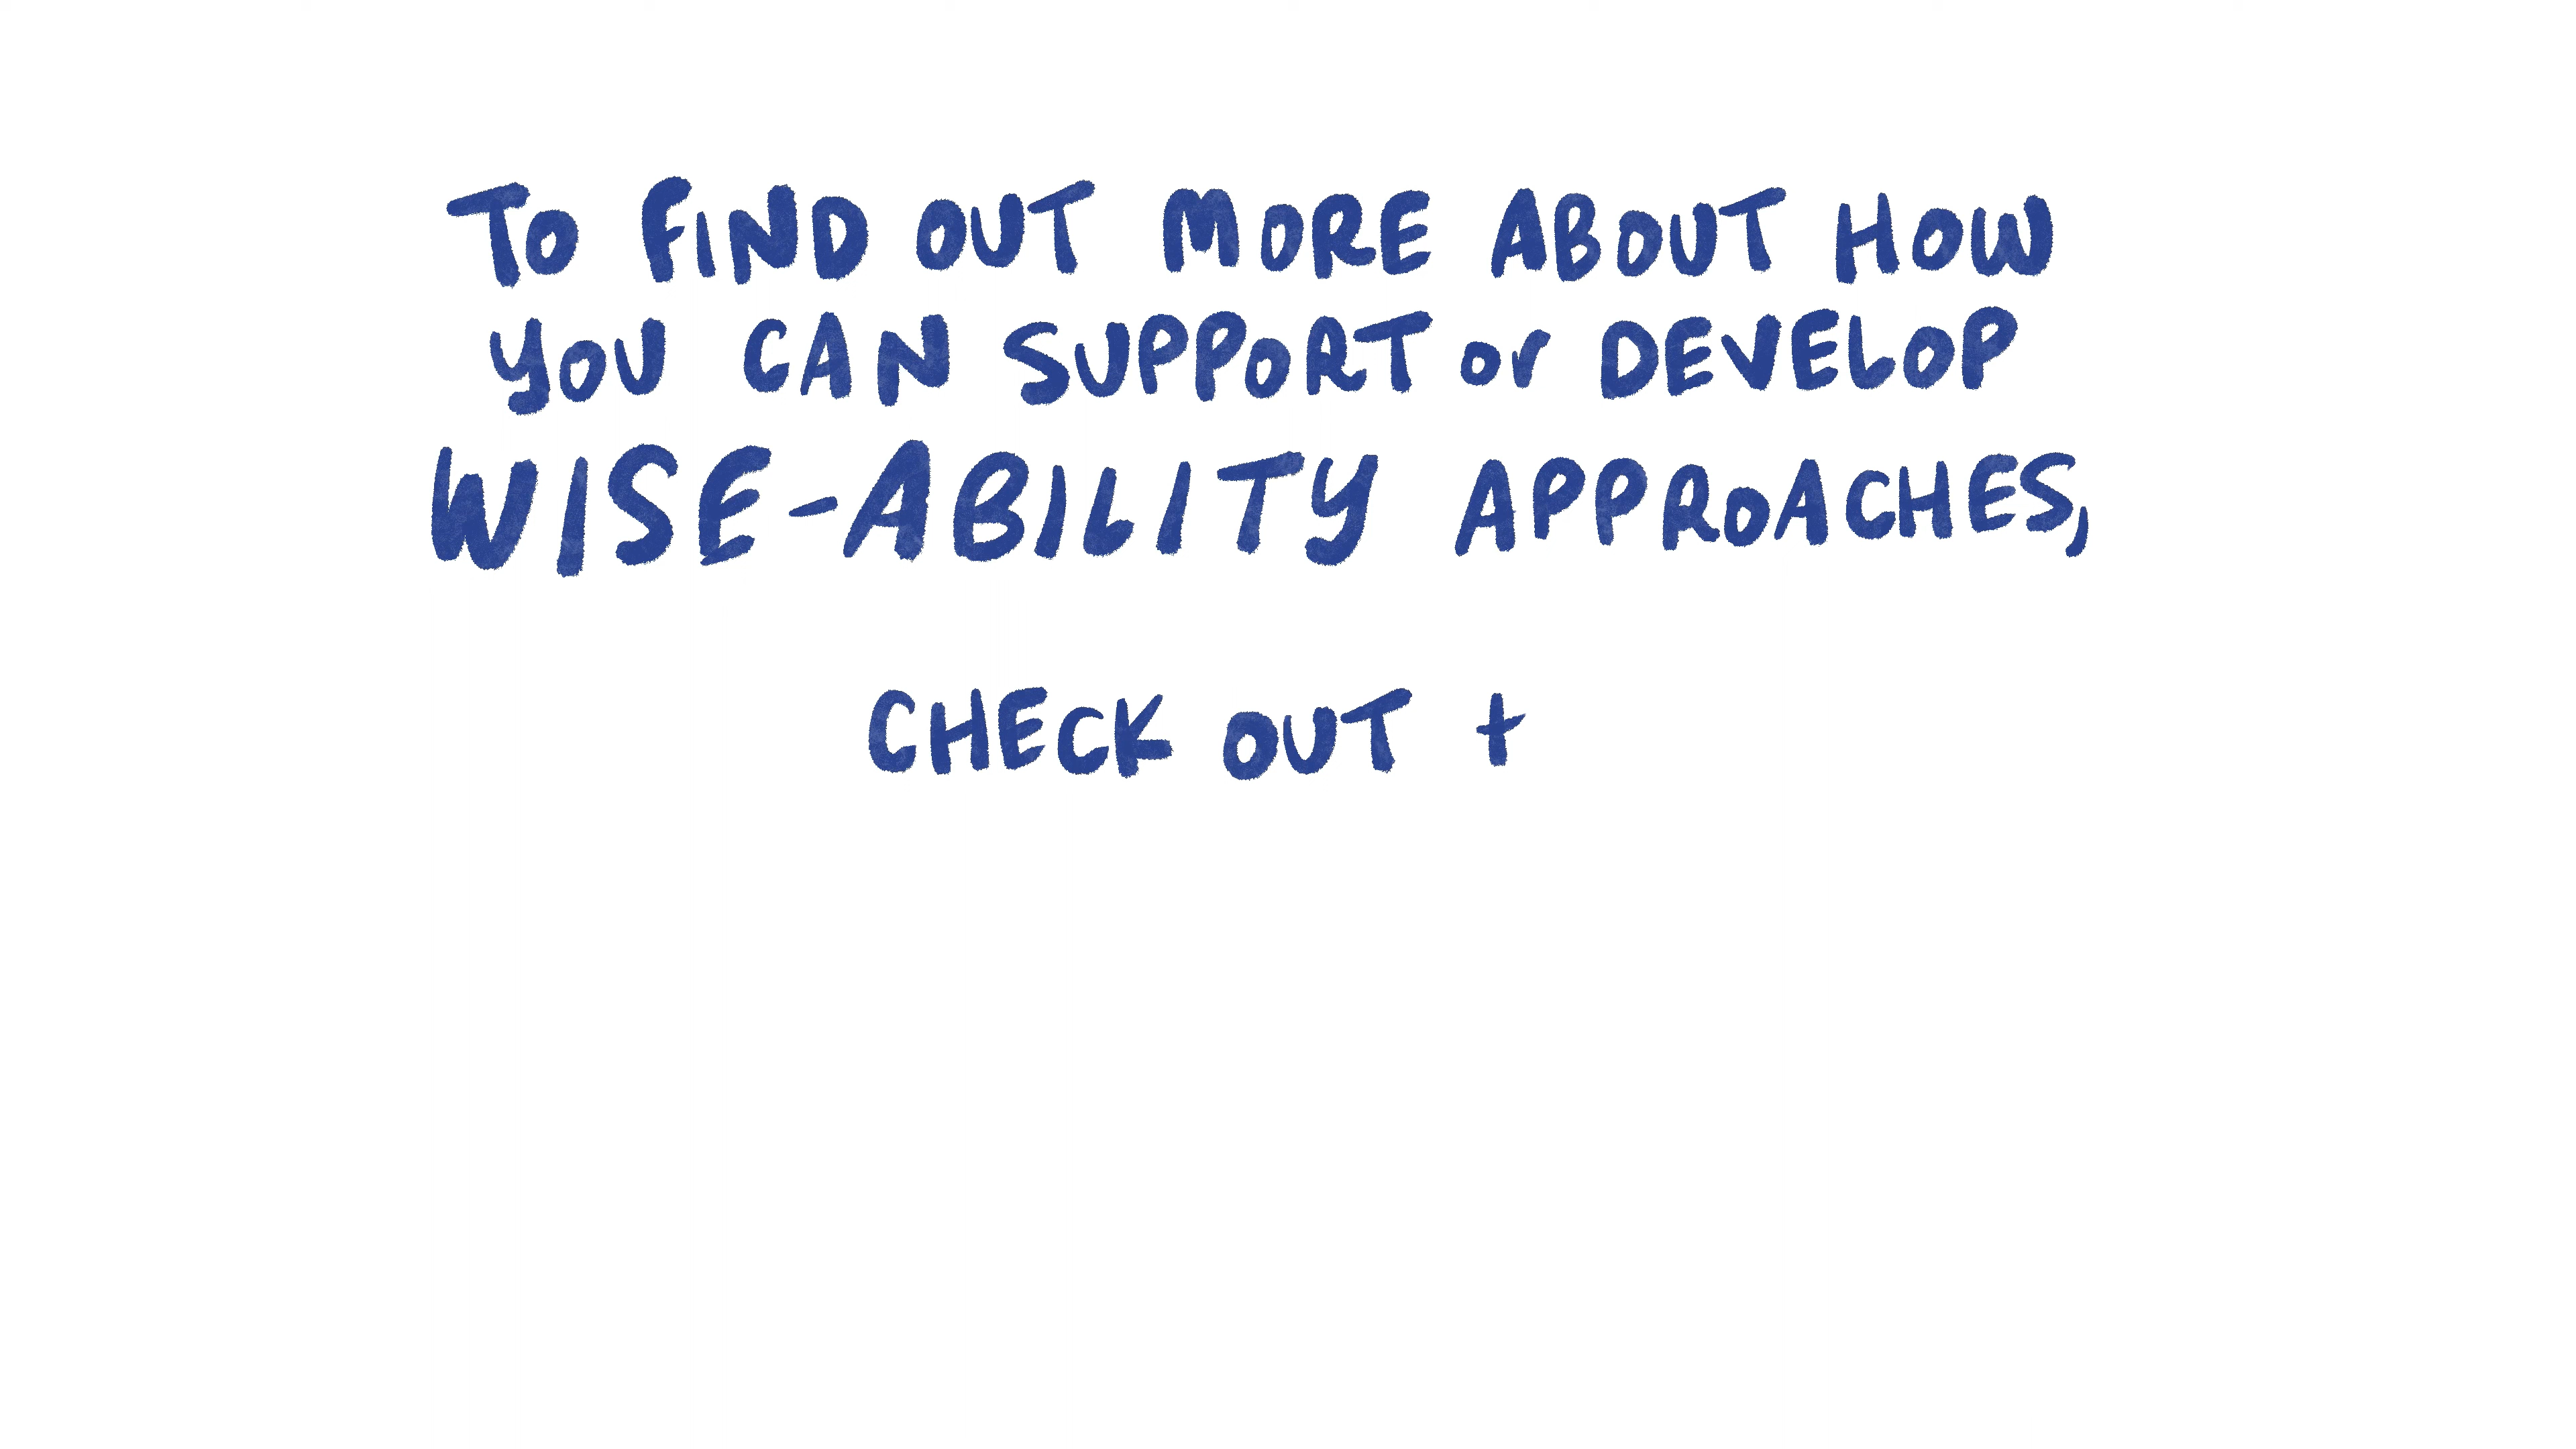 To FIND OUT MORE ABOUT HOW
YOU CAN SUPPORT or DEVELOP
WISE-ABILITY APPROACHES,
CHECK OUT +